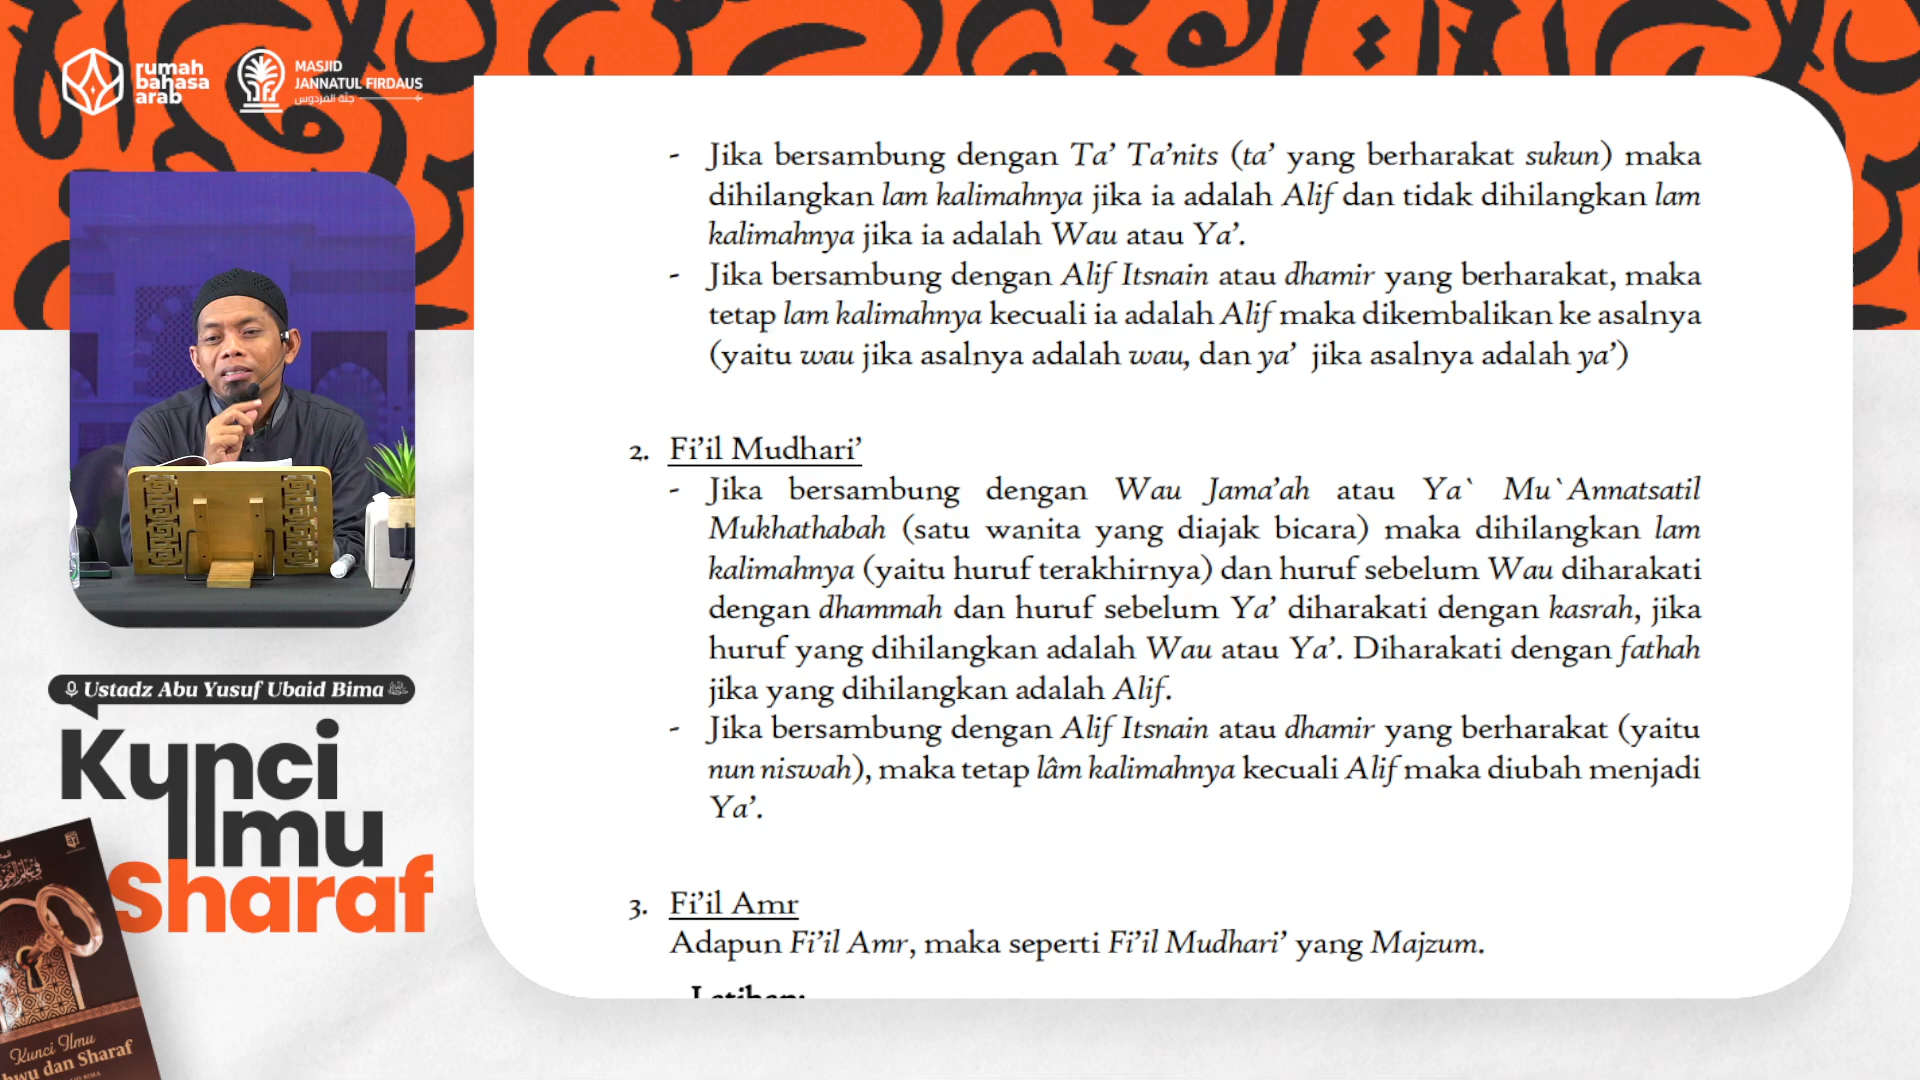 rumah
bahasa
arab
MASJID
JANNATUL FIRDAUS
جنّة الفردوس
- Jika bersambung dengan Ta' Ta'nits (ta' yang berharakat sukun) maka
dihilangkan lam kalimahnya jika ia adalah Alif dan tidak dihilangkan lam
kalimahnya jika ia adalah Wau atau Ya'.
- Jika bersambung dengan Alif Itsnain atau dhamir yang berharakat, maka
tetap lam kalimahnya kecuali ia adalah Alif maka dikembalikan ke asalnya
(yaitu wau jika asalnya adalah wau, dan ya' jika asalnya adalah ya')
2. Fi'il Mudhari'
- Jika bersambung dengan Wau Jama'ah atau Ya` Mu`Annatsatil
Mukhathabah (satu wanita yang diajak bicara) maka dihilangkan lam
kalimahnya (yaitu huruf terakhirnya) dan huruf sebelum Wau diharakati
dengan dhammah dan huruf sebelum Ya' diharakati dengan kasrah, jika
huruf yang dihilangkan adalah Wau atau Ya'. Diharakati dengan fathah
jika yang dihilangkan adalah Alif.
- Jika bersambung dengan Alif Itsnain atau dhamir yang berharakat (yaitu
nun niswah), maka tetap lâm kalimahnya kecuali Alif maka diubah menjadi
Ya'.
3. Fi'il Amr
Adapun Fi'il Amr, maka seperti Fi'il Mudhari' yang Majzum.
Latihan:
Ustadz Abu Yusuf Ubaid Bima
Kunci
Ilmu
Sharaf
Kunci Ilmu
hwu dan Sharaf